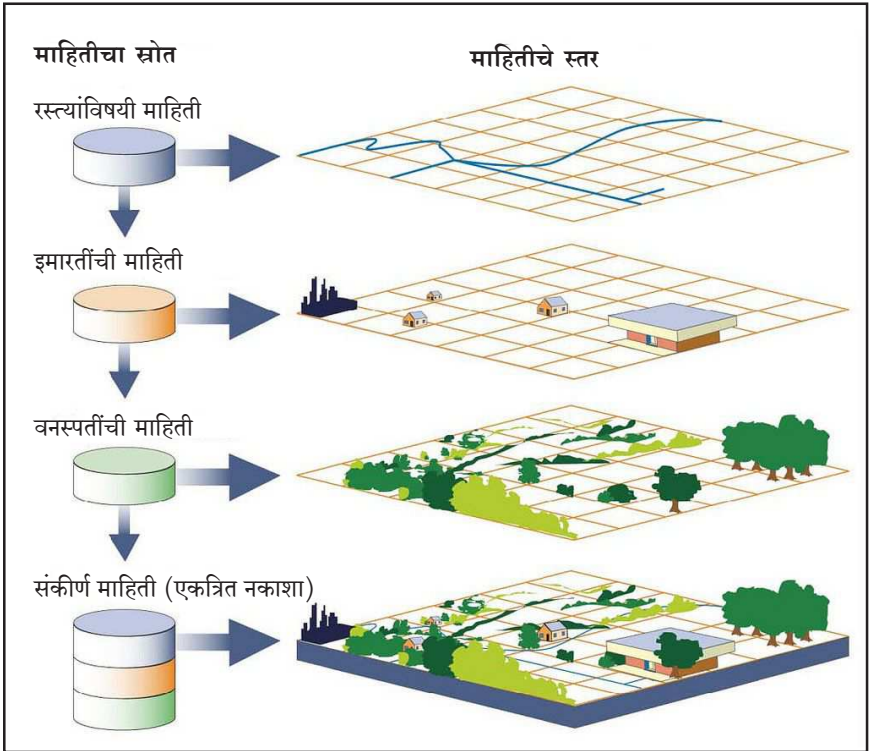 माहितीचा स्रोत
माहितीचे स्तर
रस्त्यांविषयी माहिती
इमारतींची माहिती
वनस्पतींची माहिती
संकीर्ण माहिती (एकत्रित नकाशा)